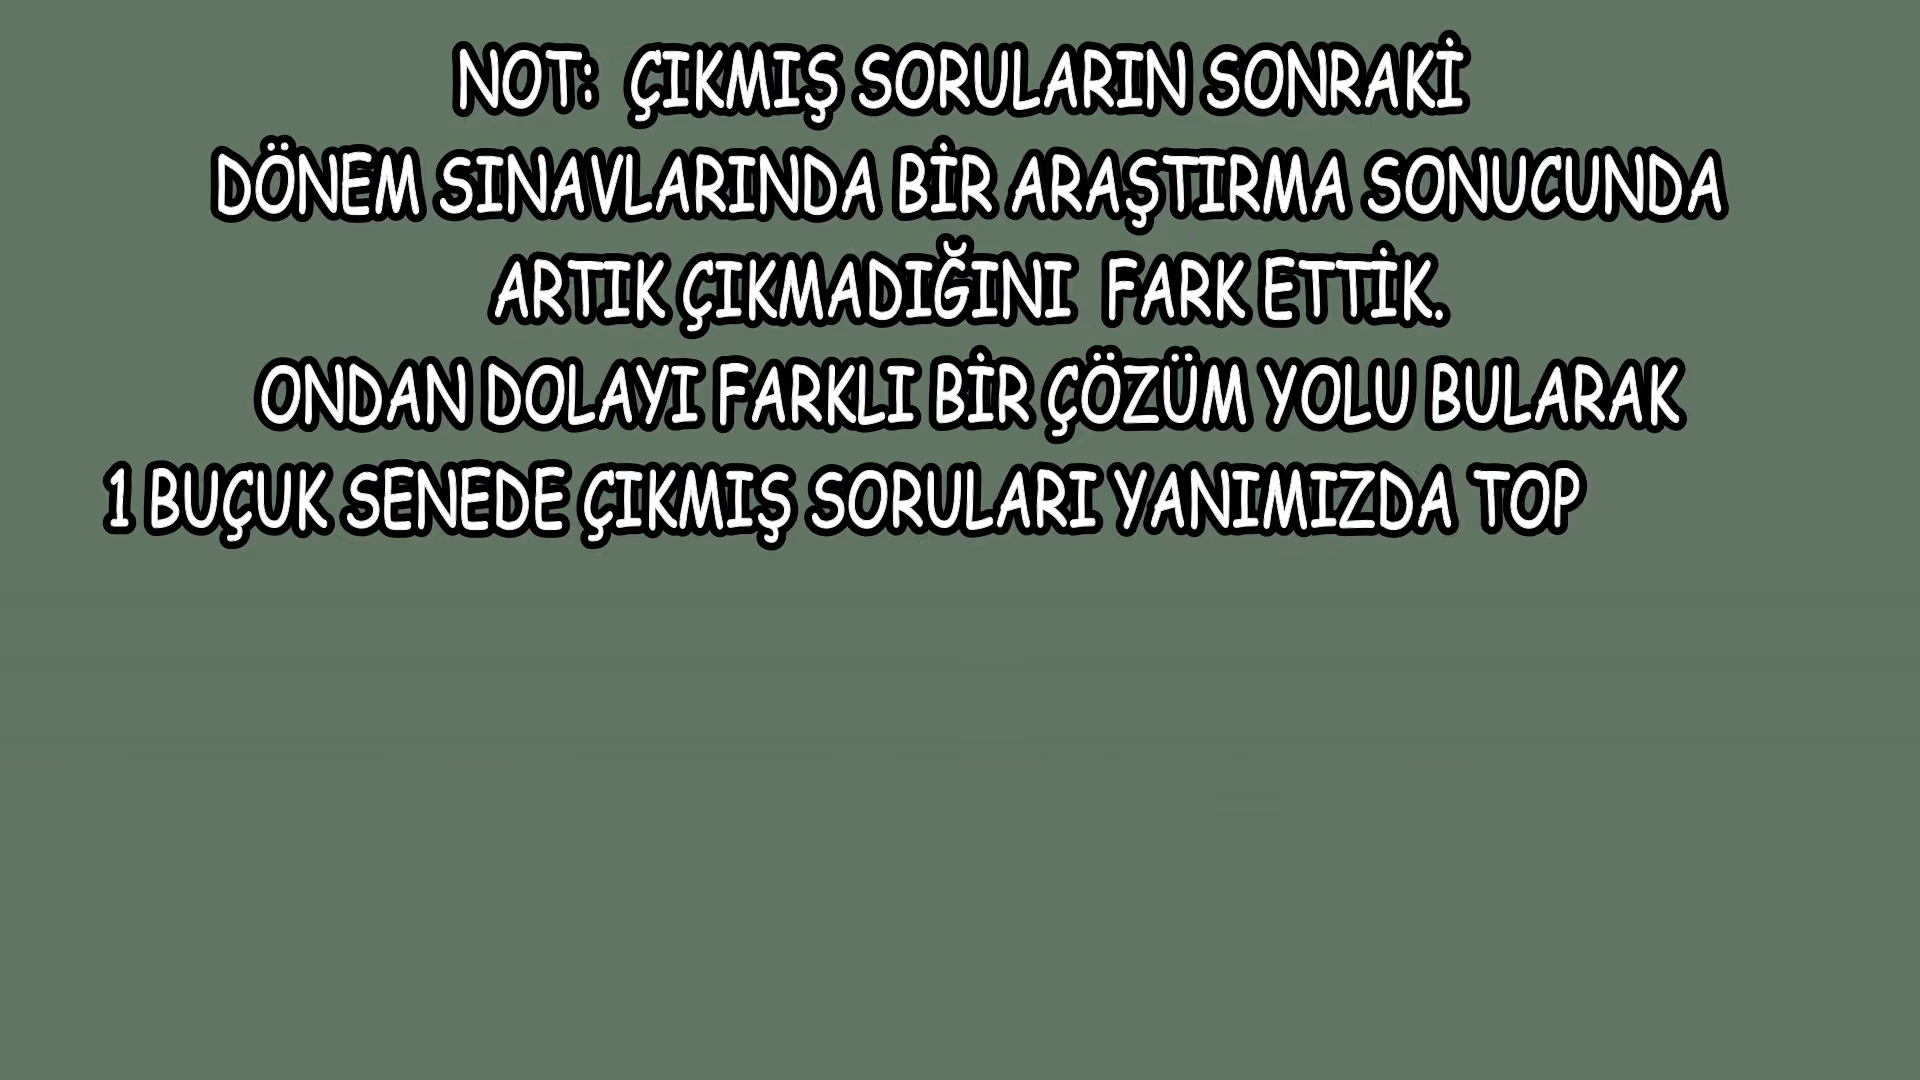 NOT: ÇIKMIŞ SORULARIN SONRAKİ
DÖNEM SINAVLARINDA BİR ARAŞTIRMA SONUCUNDA
ARTIK ÇIKMADIĞINI FARK ETTİK.
ONDAN DOLAYI FARKLI BİR ÇÖZÜM YOLU BULARAK
1 BUÇUK SENEDE ÇIKMIŞ SORULARI YANIMIZDA TOP